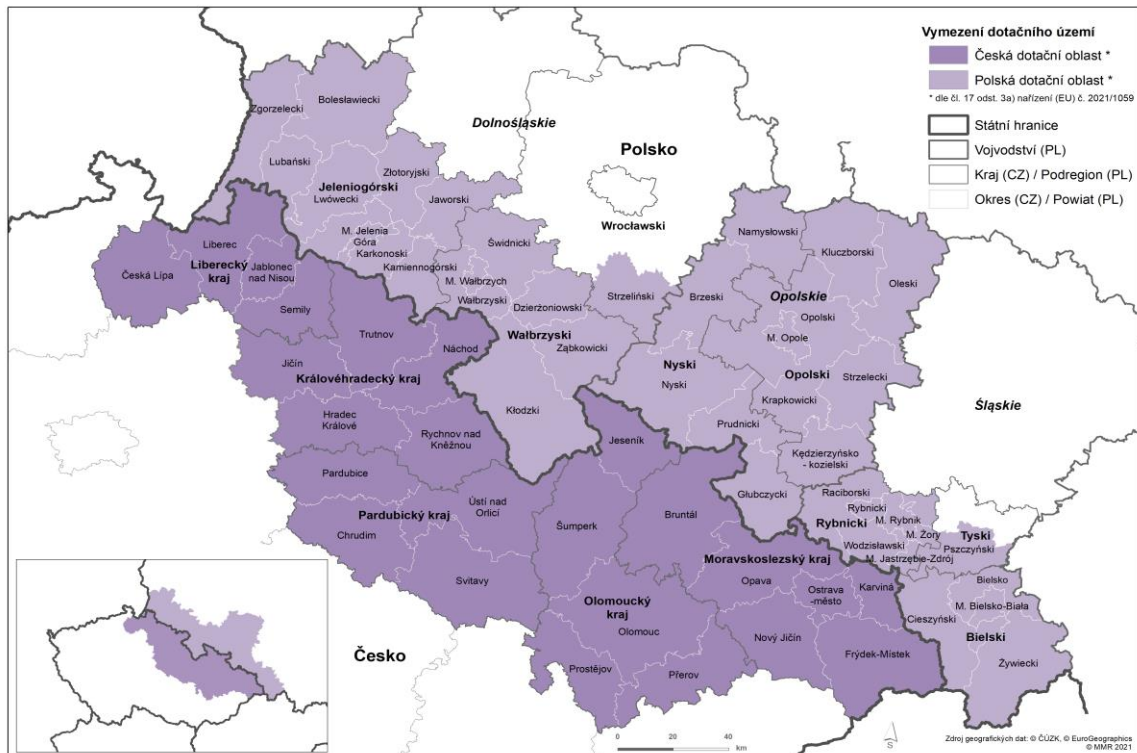 Vymezení dotačního území
Česká dotační oblast *
Polská dotační oblast *
* dle čl. 17 odst. 3a) nařízení (EU) č. 2021/1059
Státní hranice
Vojvodství (PL)
Kraj (CZ) / Podregion (PL)
Okres (CZ) / Powiat (PL)
Bolesławiecki
Zgorzelecki
Dolnośląskie
Polsko
Lubański
Złotoryjski
Jeleniogórski
Lwówecki
Jaworski
Wrocławski
Namysłowski
M. Jelenia
Góra
Karkonoski
Świdnicki
Kluczborski
Liberec
Kamiennogórski
Česká Lípa
Liberecký
kraj
Jablonec
nad Nisou
M. Wałbrzych
Wałbrzyski
Dzierżoniowski
Strzeliński
Brzeski
Opolskie
Oleski
Semily
Opolski
Trutnov
Wałbrzyski
M. Opole
Náchod
Ząbkowicki
Jičín
Nyski
Opolski
Strzelecki
Královéhradecký kraj
Nyski
Krapkowicki
Śląskie
Kłodzki
Hradec
Králové
Prudnicki
Rychnov nad
Kněžnou
Jeseník
Kędzierzyńsko
- kozielski
Pardubice
Głubczycki
Raciborski
Ústí nad
Orlicí
Rybnicki
M. Rybnik
Pardubický kraj
Šumperk
Bruntál
Rybnicki
M. Żory
Tyski
Chrudim
Wodzisławski
Pszczyński
Moravskoslezský kraj
M. Jastrzębie-Zdrój
Svitavy
Opava
Ostrava
-město
Karviná
Bielsko
Olomoucký
kraj
Cieszyński
M. Bielsko-Biała
Olomouc
Nový Jičín
Bielski
Česko
Frýdek-Místek
Żywiecki
Prostějov
Přerov
0
20
40
km
S
Zdroj geografických dat: © ČÚZK, © EuroGeographics
© MMR 2021